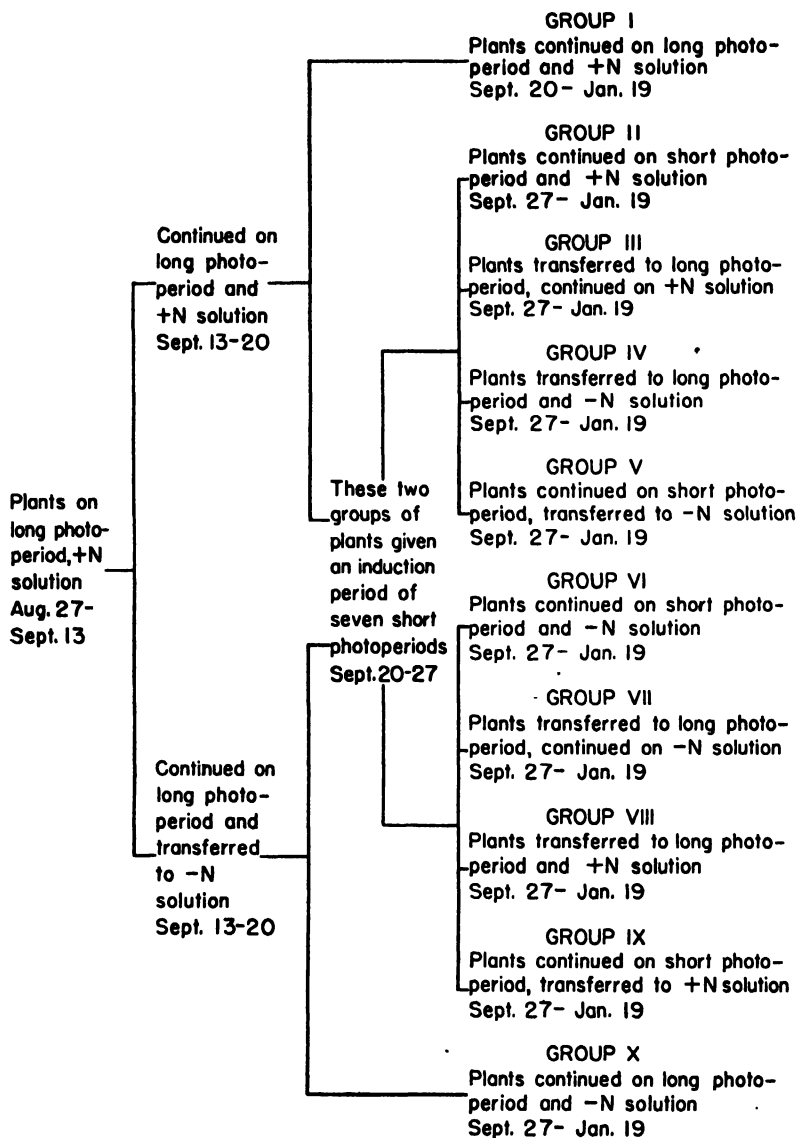 Plants on
long photo-
period,+N
solution
Aug. 27-
Sept. 13
Continued on
long photo-
period and
+N solution
Sept. 13-20
Continued on
long photo-
period and
transferred
to -N
solution
Sept. 13-20
These two
groups of
plants given
an induction
period of
seven short
photoperiods
Sept. 20-27
GROUP I
Plants continued on long photo-
period and +N solution
Sept. 20- Jan. 19
GROUP II
Plants continued on short photo-
period and +N solution
Sept. 27- Jan. 19
GROUP III
Plants transferred to long photo-
period, continued on +N solution
Sept. 27- Jan. 19
GROUP IV
Plants transferred to long photo-
period and -N solution
Sept. 27- Jan. 19
GROUP V
Plants continued on short photo-
period, transferred to -N solution
Sept. 27- Jan. 19
GROUP VI
Plants continued on short photo-
period and -N solution
Sept. 27- Jan. 19
GROUP VII
Plants transferred to long photo-
period, continued on -N solution
Sept. 27- Jan. 19
GROUP VIII
Plants transferred to long photo-
period and +N solution
Sept. 27- Jan. 19
GROUP IX
Plants continued on short photo-
period, transferred to +N solution
Sept. 27- Jan. 19
GROUP X
Plants continued on long photo-
period and -N solution
Sept. 27- Jan. 19